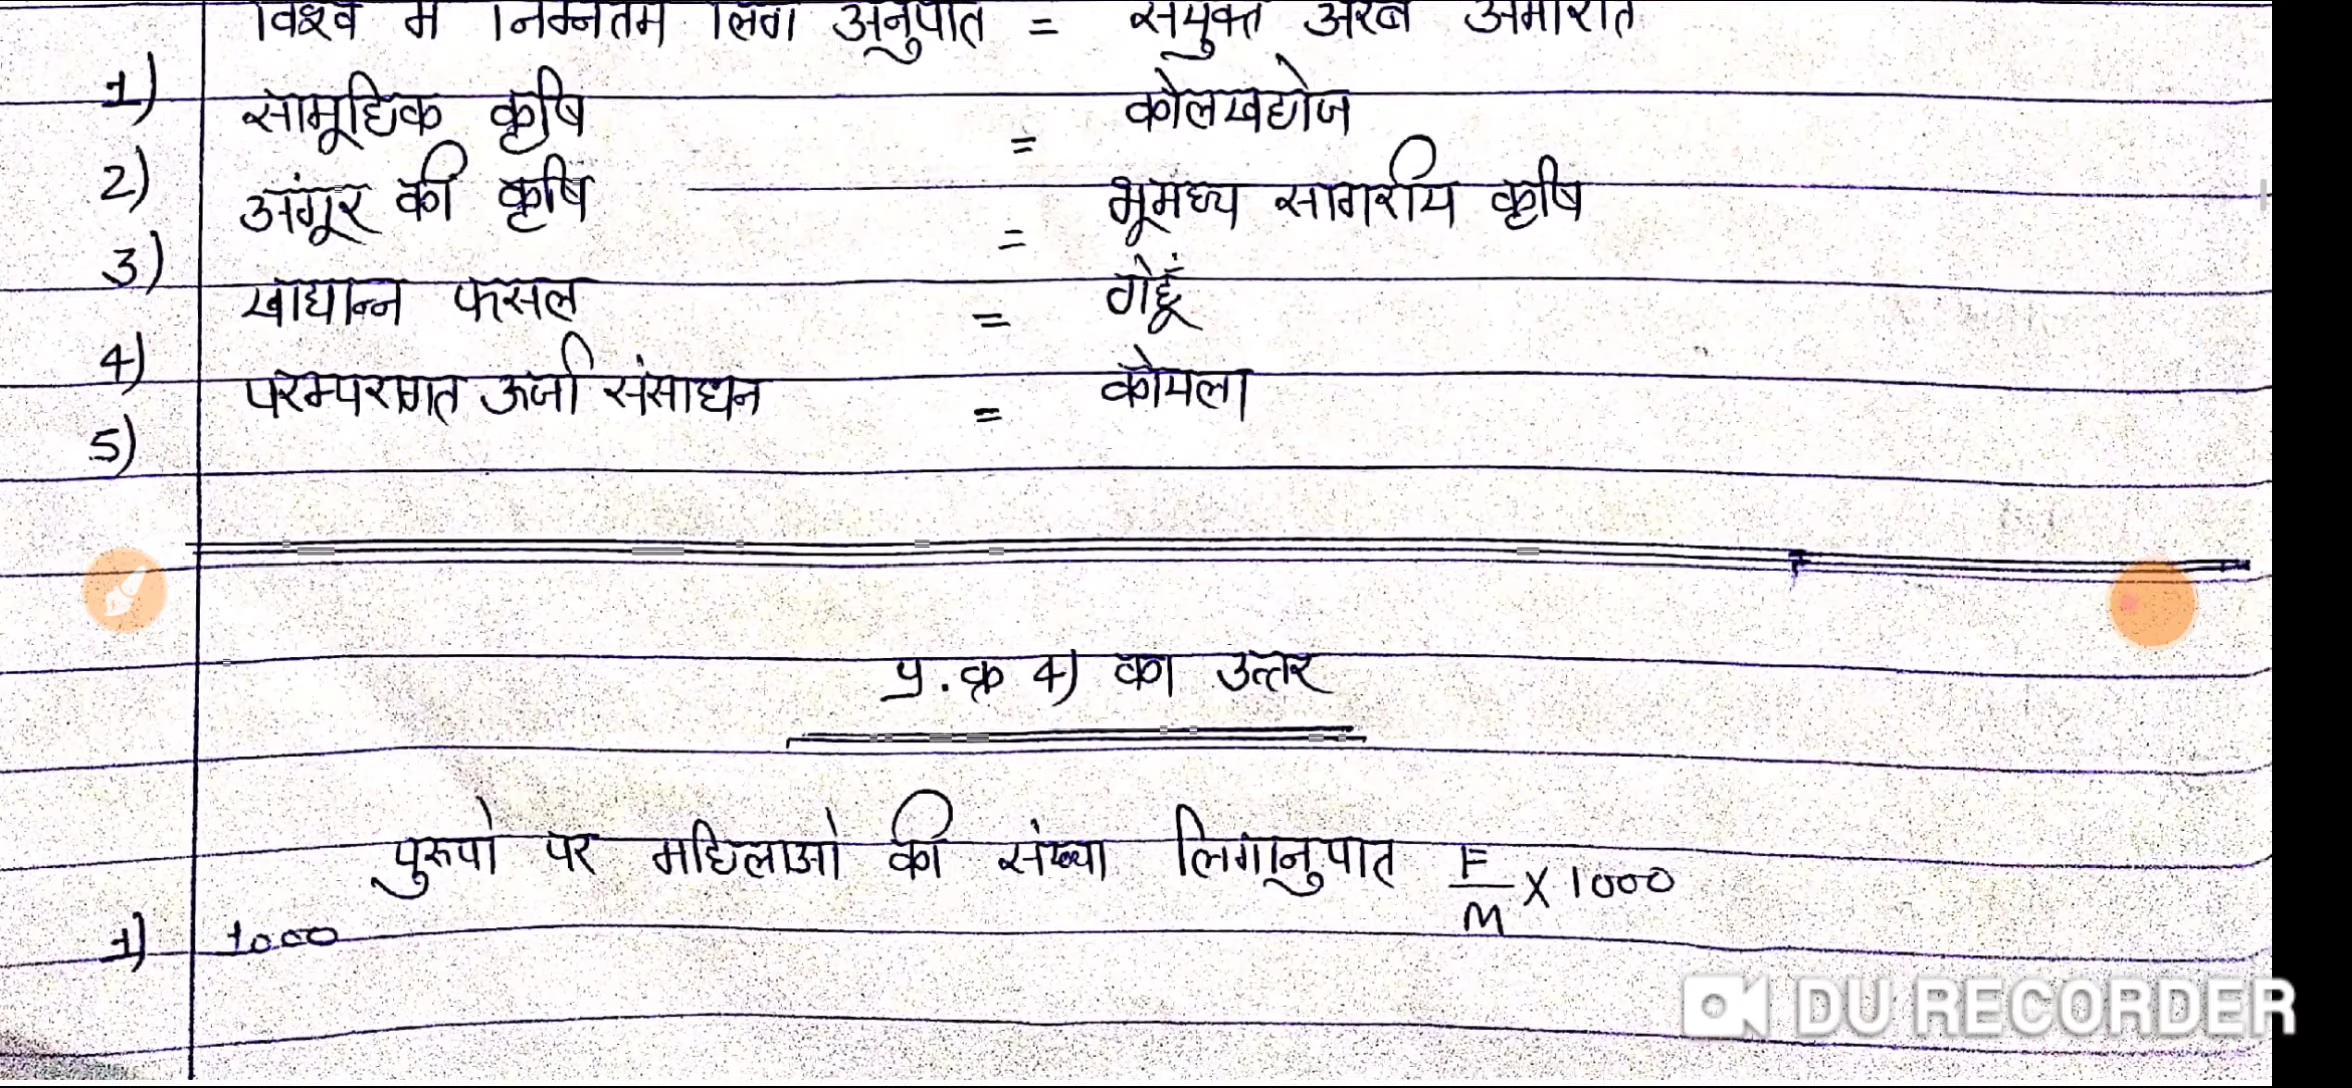 विश्व में निम्नतम लिंग अनुपात = संयुक्त अरब अमीरात
1) सामूहिक कृषि = कोलखहोज
2) अंगूर की कृषि = भूमध्य सागरीय कृषि
3) खाद्यान्न फसल = गेहूँ
4) परम्परागत ऊर्जा संसाधन = कोयला
5)
प्र.क्र 4) का उत्तर
पुरुषो पर महिलाओ की संख्या लिंगानुपात F/M X 1000
1) 1000
DU RECORDER